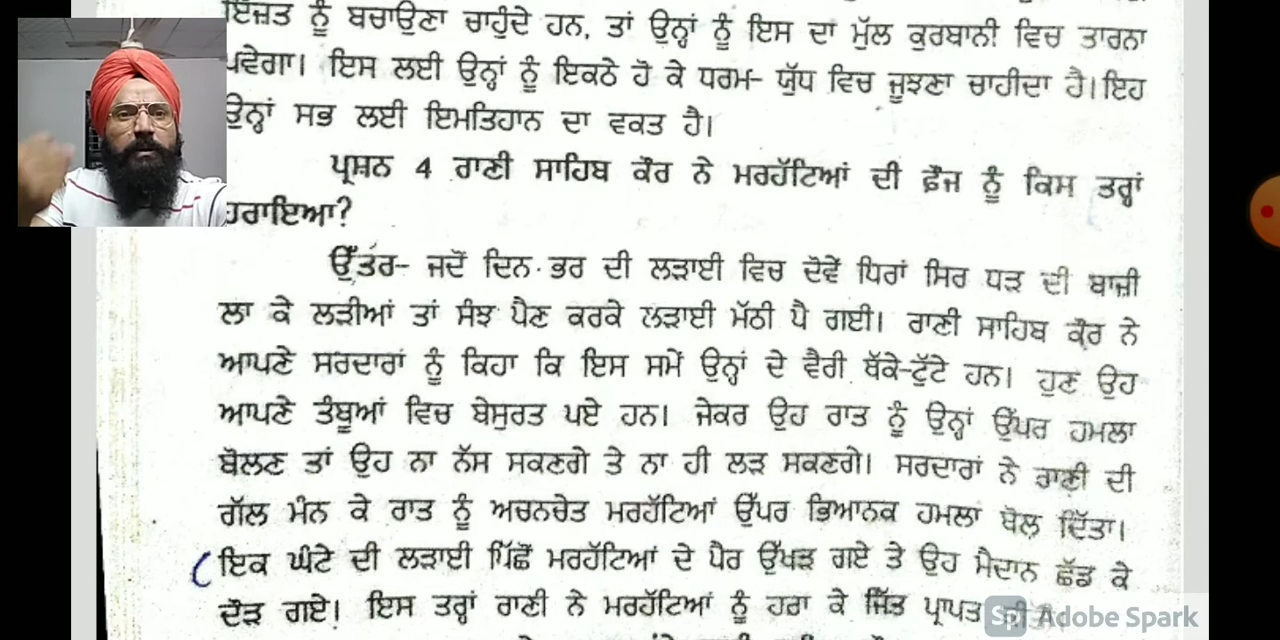 ਇੱਜ਼ਤ ਨੂੰ ਬਚਾਉਣਾ ਚਾਹੁੰਦੇ ਹਨ, ਤਾਂ ਉਨ੍ਹਾਂ ਨੂੰ ਇਸ ਦਾ ਮੁੱਲ ਕੁਰਬਾਨੀ ਵਿਚ ਤਾਰਨਾ
ਪਵੇਗਾ। ਇਸ ਲਈ ਉਨ੍ਹਾਂ ਨੂੰ ਇਕਠੇ ਹੋ ਕੇ ਧਰਮ- ਯੁੱਧ ਵਿਚ ਜੂਝਣਾ ਚਾਹੀਦਾ ਹੈ। ਇਹ
ਉਨ੍ਹਾਂ ਸਭ ਲਈ ਇਮਤਿਹਾਨ ਦਾ ਵਕਤ ਹੈ।
ਪ੍ਰਸ਼ਨ 4 ਰਾਣੀ ਸਾਹਿਬ ਕੌਰ ਨੇ ਮਰਹੱਟਿਆਂ ਦੀ ਫ਼ੌਜ ਨੂੰ ਕਿਸ ਤਰ੍ਹਾਂ
ਹਰਾਇਆ?
ਉੱਤਰ- ਜਦੋਂ ਦਿਨ ਭਰ ਦੀ ਲੜਾਈ ਵਿਚ ਦੋਵੇਂ ਧਿਰਾਂ ਸਿਰ ਧੜ ਦੀ ਬਾਜ਼ੀ
ਲਾ ਕੇ ਲੜੀਆਂ ਤਾਂ ਸੰਝ ਪੈਣ ਕਰਕੇ ਲੜਾਈ ਮੱਠੀ ਪੈ ਗਈ। ਰਾਣੀ ਸਾਹਿਬ ਕੌਰ ਨੇ
ਆਪਣੇ ਸਰਦਾਰਾਂ ਨੂੰ ਕਿਹਾ ਕਿ ਇਸ ਸਮੇਂ ਉਨ੍ਹਾਂ ਦੇ ਵੈਰੀ ਥੱਕੇ-ਟੁੱਟੇ ਹਨ। ਹੁਣ ਉਹ
ਆਪਣੇ ਤੰਬੂਆਂ ਵਿਚ ਬੇਸੁਰਤ ਪਏ ਹਨ। ਜੇਕਰ ਉਹ ਰਾਤ ਨੂੰ ਉਨ੍ਹਾਂ ਉੱਪਰ ਹਮਲਾ
ਬੋਲਣ ਤਾਂ ਉਹ ਨਾ ਨੱਸ ਸਕਣਗੇ ਤੇ ਨਾ ਹੀ ਲੜ ਸਕਣਗੇ। ਸਰਦਾਰਾਂ ਨੇ ਰਾਣੀ ਦੀ
ਗੱਲ ਮੰਨ ਕੇ ਰਾਤ ਨੂੰ ਅਚਨਚੇਤ ਮਰਹੱਟਿਆਂ ਉੱਪਰ ਭਿਆਨਕ ਹਮਲਾ ਬੋਲ ਦਿੱਤਾ।
ਇਕ ਘੰਟੇ ਦੀ ਲੜਾਈ ਪਿੱਛੋਂ ਮਰਹੱਟਿਆਂ ਦੇ ਪੈਰ ਉੱਖੜ ਗਏ ਤੇ ਉਹ ਮੈਦਾਨ ਛੱਡ ਕੇ
ਦੌੜ ਗਏ। ਇਸ ਤਰ੍ਹਾਂ ਰਾਣੀ ਨੇ ਮਰਹੱਟਿਆਂ ਨੂੰ ਹਰਾ ਕੇ ਜਿੱਤ ਪ੍ਰਾਪਤ
Sp Adobe Spark